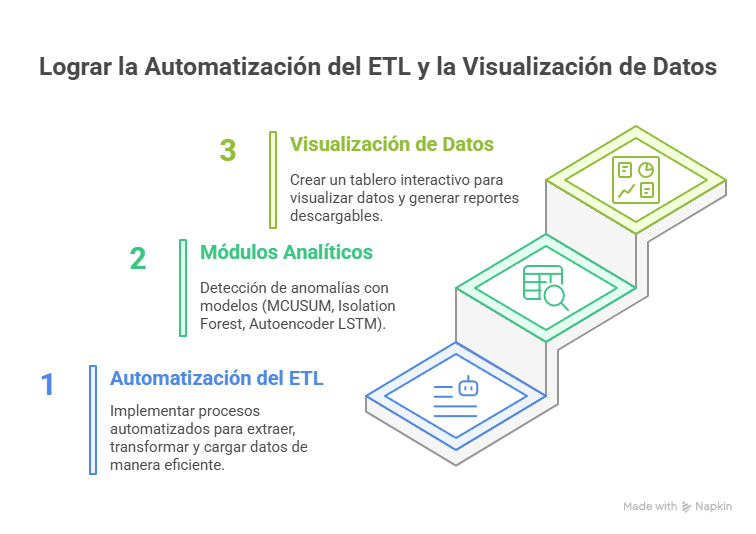 Lograr la Automatización del ETL y la Visualización de Datos
3
Visualización de Datos
Crear un tablero interactivo para
visualizar datos y generar reportes
descargables.
2
Módulos Analíticos
Detección de anomalías con
modelos (MCUSUM, Isolation
Forest, Autoencoder LSTM).
1
Automatización del ETL
Implementar procesos
automatizados para extraer,
transformar y cargar datos de
manera eficiente.
Made with Napkin